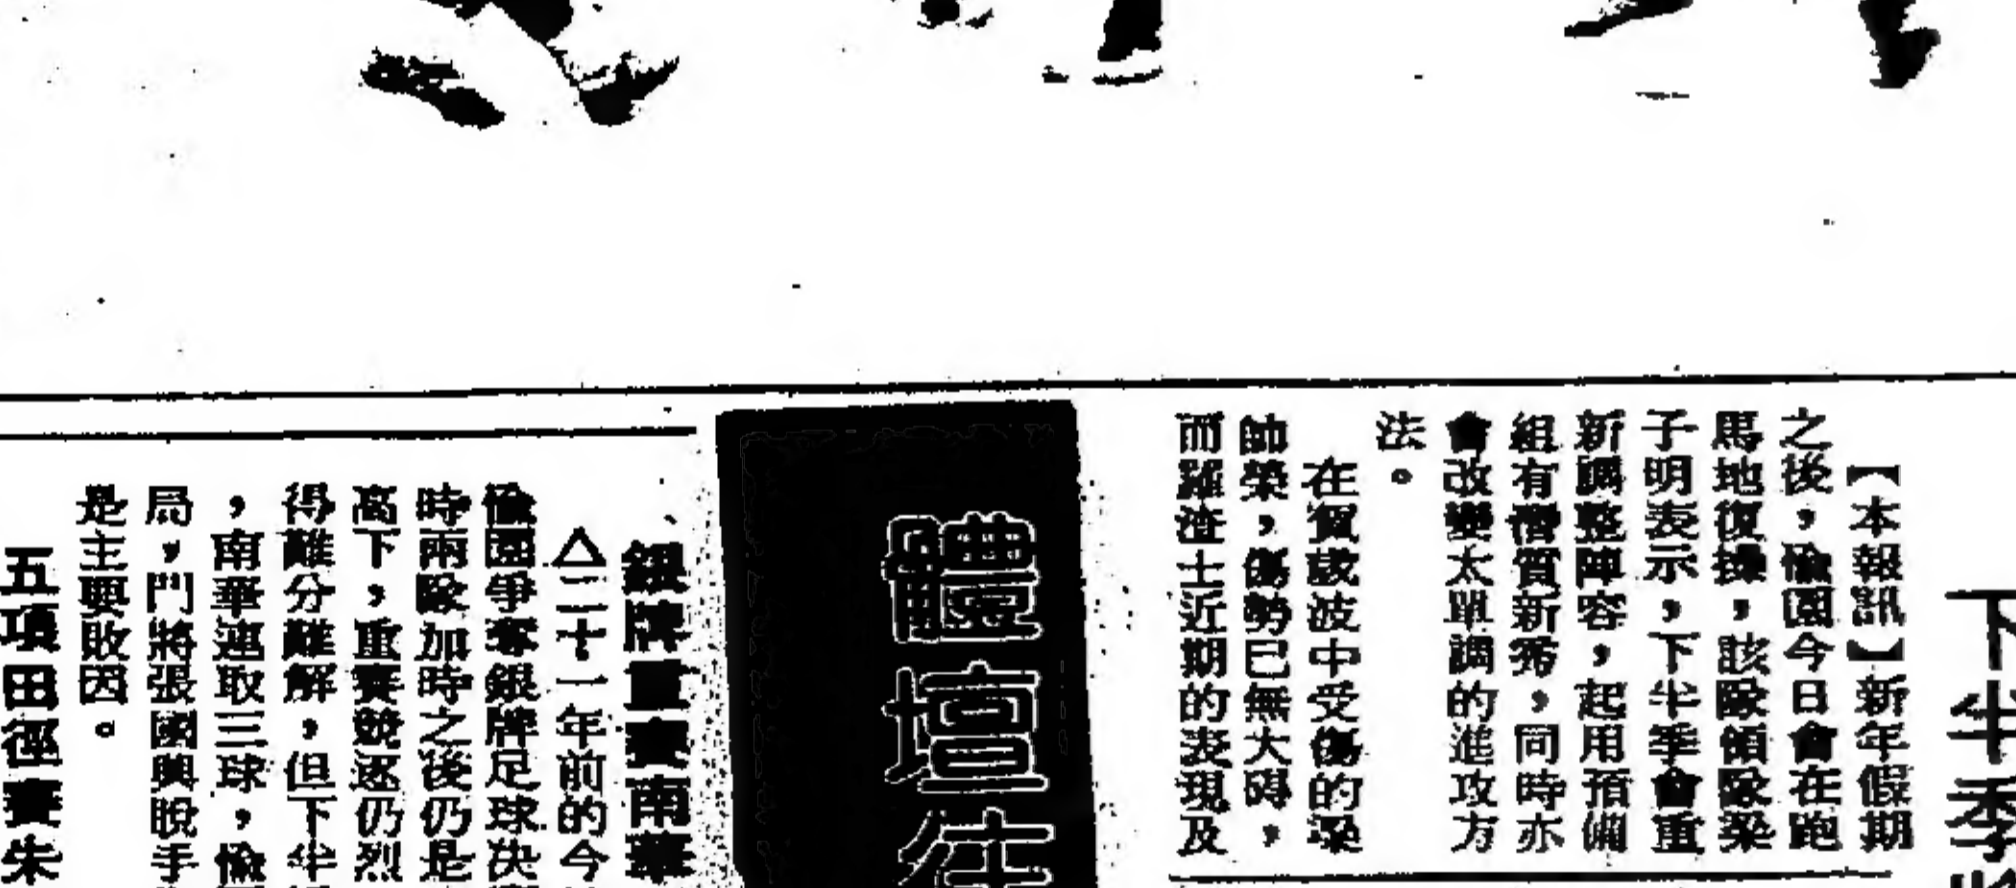 下半季將
【本報訊】新年假期
之後，愉園今日會在跑
馬地復操，該隊領隊梁
子明表示，下半季會重
新調整陣容，起用預備
組有潛質新秀，同時亦
會改變太單調的進攻方
法。
在賀歲波中受傷的梁
帥榮，傷勢已無大碍，
而羅渣士近期的表現及
體壇往
銀牌重賽南華
△二十一年前的今
愉園爭奪銀牌足球決
時兩隊加時之後仍是
高下，重賽競逐仍烈
得難分難解，但下半
，南華連取三球，愉
局，門將張國興脫手
是主要敗因。
五項田徑賽朱